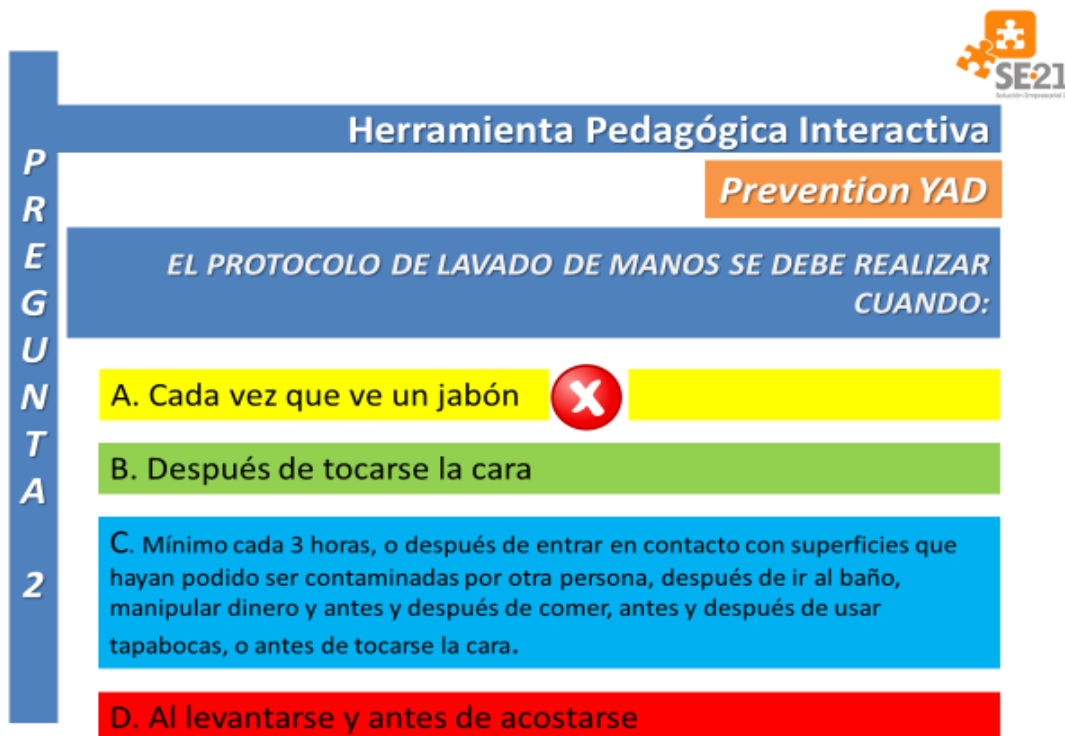 SE21
Herramienta Pedagógica Interactiva
Prevention YAD
PREGUNTA 2
EL PROTOCOLO DE LAVADO DE MANOS SE DEBE REALIZAR
CUANDO:
A. Cada vez que ve un jabón
B. Después de tocarse la cara
C. Mínimo cada 3 horas, o después de entrar en contacto con superficies que
hayan podido ser contaminadas por otra persona, después de ir al baño,
manipular dinero y antes y después de comer, antes y después de usar
tapabocas, o antes de tocarse la cara.
D. Al levantarse y antes de acostarse